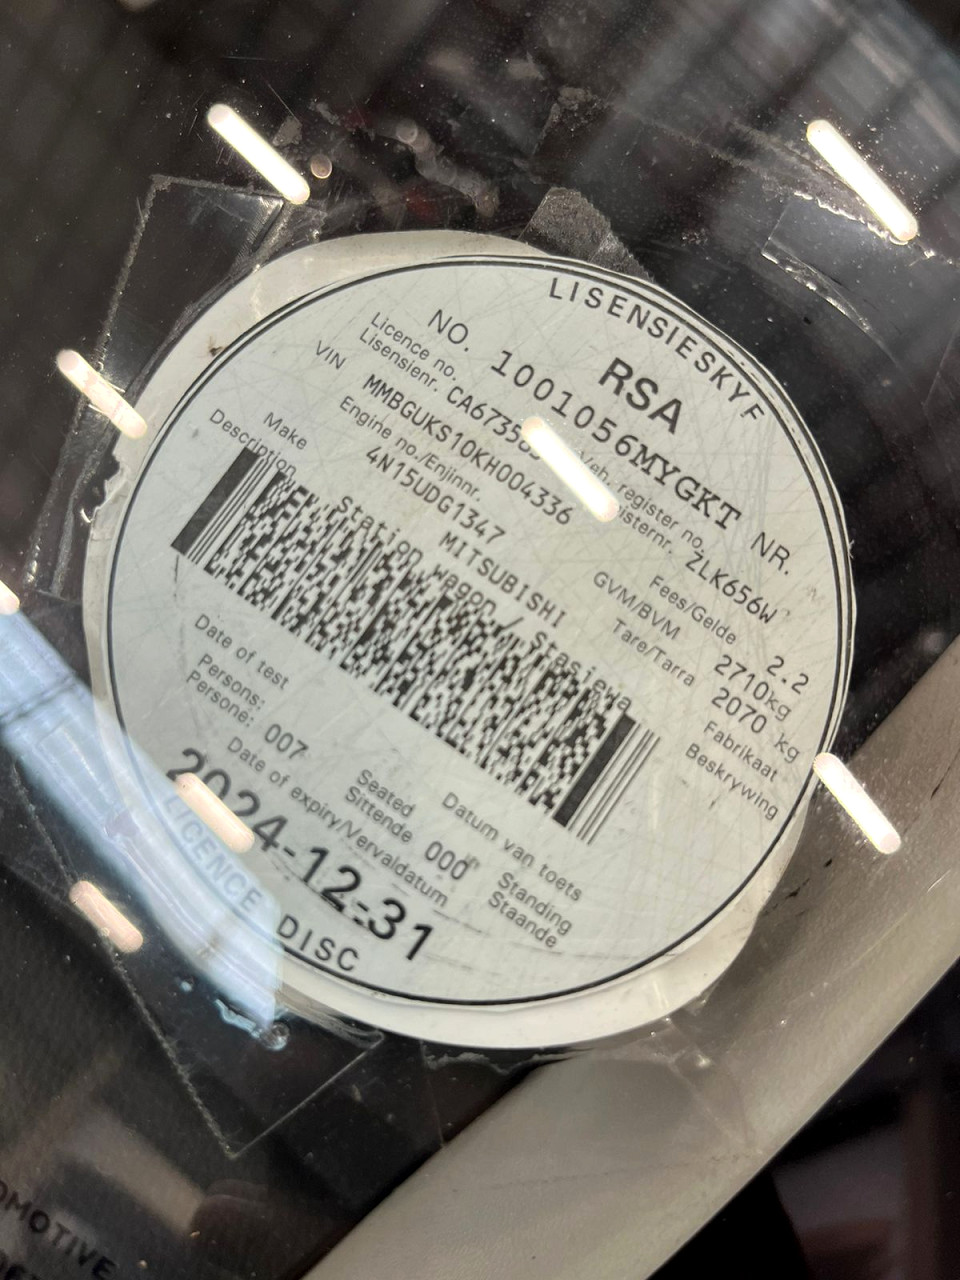 LISENSIESKYF
RSA
NO. 1001056MYGKT NR.
Licence no.
Lisensienr.
Veh. register no.
ZLK656W
VIN MMBGUKS10KH004336
Fees/Gelde 2.2
Engine no./Enjinnr.
4N15UDG1347
GVM/BVM 2710kg
Tare/Tarra 2070 kg
Make MITSUBISHI Fabrikaat
Description Station wagon/ Stasiewa Beskrywing
Date of test Datum van toets
Persons:
Persone: 007
Seated
Sittende 000
Standing
Staande
Date of expiry/Vervaldatum
2024-12-31
LICENCE DISC
OMOTIVE